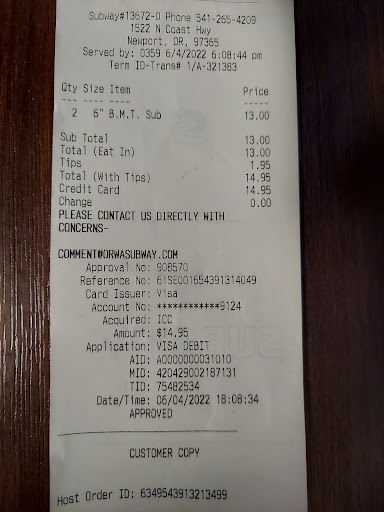 Subway#13672-0 Phone 541-265-4209
1522 N Coast Hwy
Newport, OR, 97365
Served by: 0359 6/4/2022 6:08:44 pm
Term ID-Trans# 1/A-321383
Qty Size Item Price
--- ---- ---- -----
2 6" B.M.T. Sub 13.00
Sub Total 13.00
Total (Eat In) 13.00
Tips 1.95
Total (With Tips) 14.95
Credit Card 14.95
Change 0.00
PLEASE CONTACT US DIRECTLY WITH
CONCERNS-
COMMENT@ORWASUBWAY.COM
Approval No: 908570
Reference No: 61SE001654391314049
Card Issuer: Visa
Account No: ************9124
Acquired: ICC
Amount: $14.95
Application: VISA DEBIT
AID: A0000000031010
MID: 420429002187131
TID: 75482534
Date/Time: 06/04/2022 18:08:34
APPROVED
CUSTOMER COPY
Host Order ID: 6349543913213499